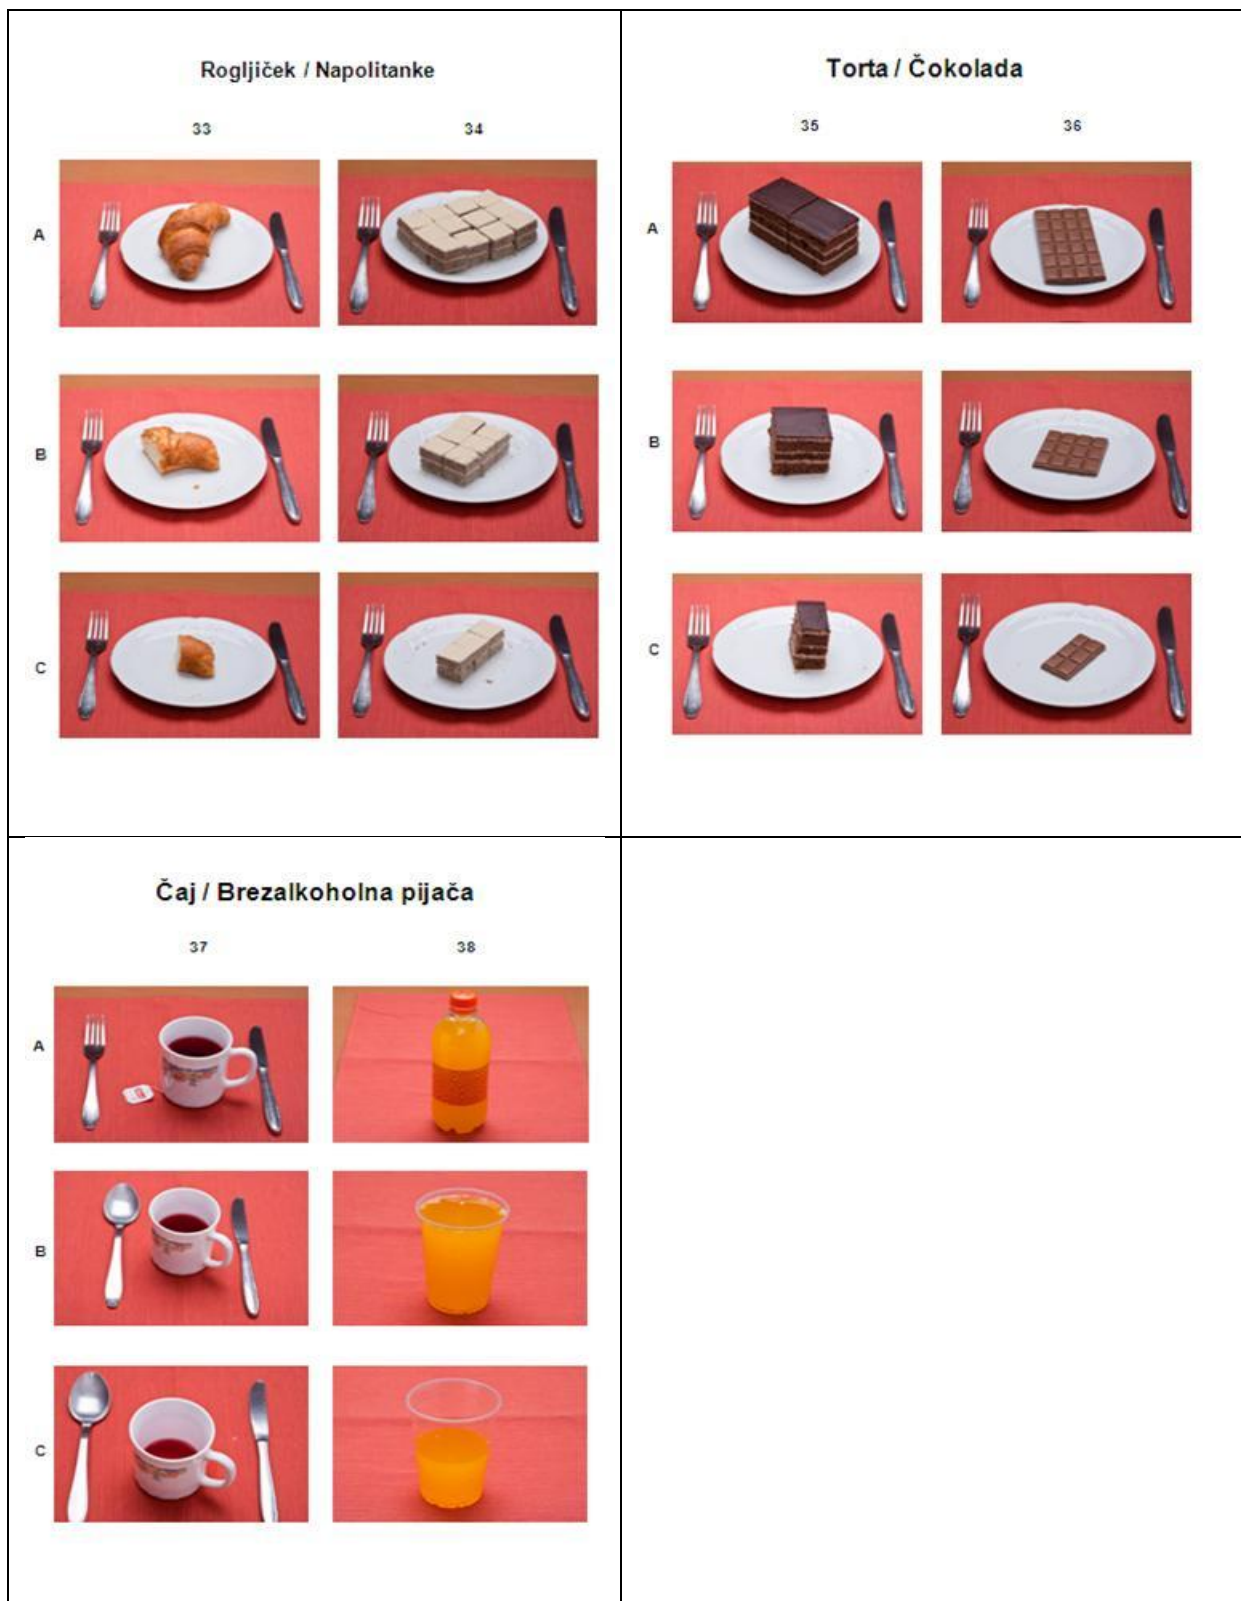 Rogljiček / Napolitanke
33 34
A
B
C
Torta / Čokolada
35 36
A
B
C
Čaj / Brezalkoholna pijača
37 38
A
B
C